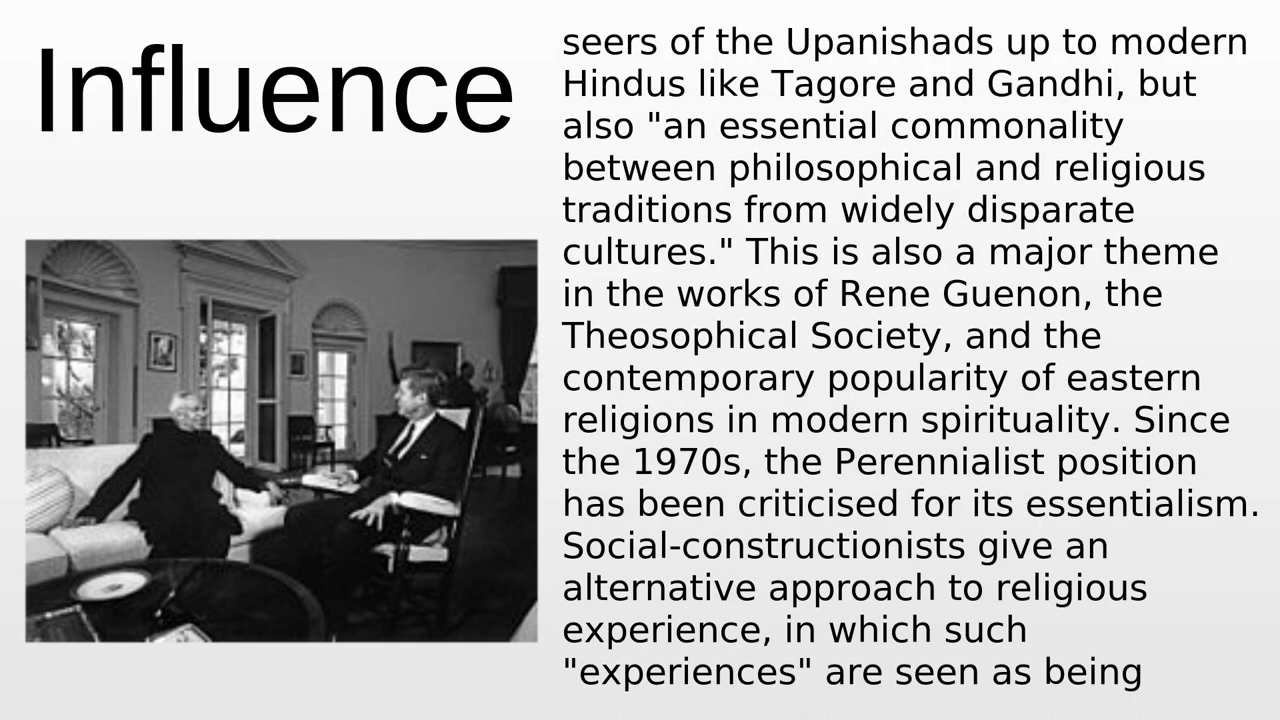 Influence
seers of the Upanishads up to modern
Hindus like Tagore and Gandhi, but
also "an essential commonality
between philosophical and religious
traditions from widely disparate
cultures." This is also a major theme
in the works of Rene Guenon, the
Theosophical Society, and the
contemporary popularity of eastern
religions in modern spirituality. Since
the 1970s, the Perennialist position
has been criticised for its essentialism.
Social-constructionists give an
alternative approach to religious
experience, in which such
"experiences" are seen as being